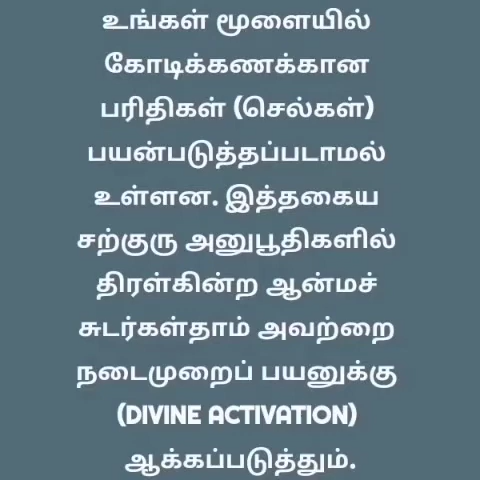 உங்கள் மூளையில்
கோடிக்கணக்கான
பரிதிகள் (செல்கள்)
பயன்படுத்தப்படாமல்
உள்ளன. இத்தகைய
சற்குரு அனுபூதிகளில்
திரள்கின்ற ஆன்மச்
சுடர்கள்தாம் அவற்றை
நடைமுறைப் பயனுக்கு
(DIVINE ACTIVATION)
ஆக்கப்படுத்தும்.